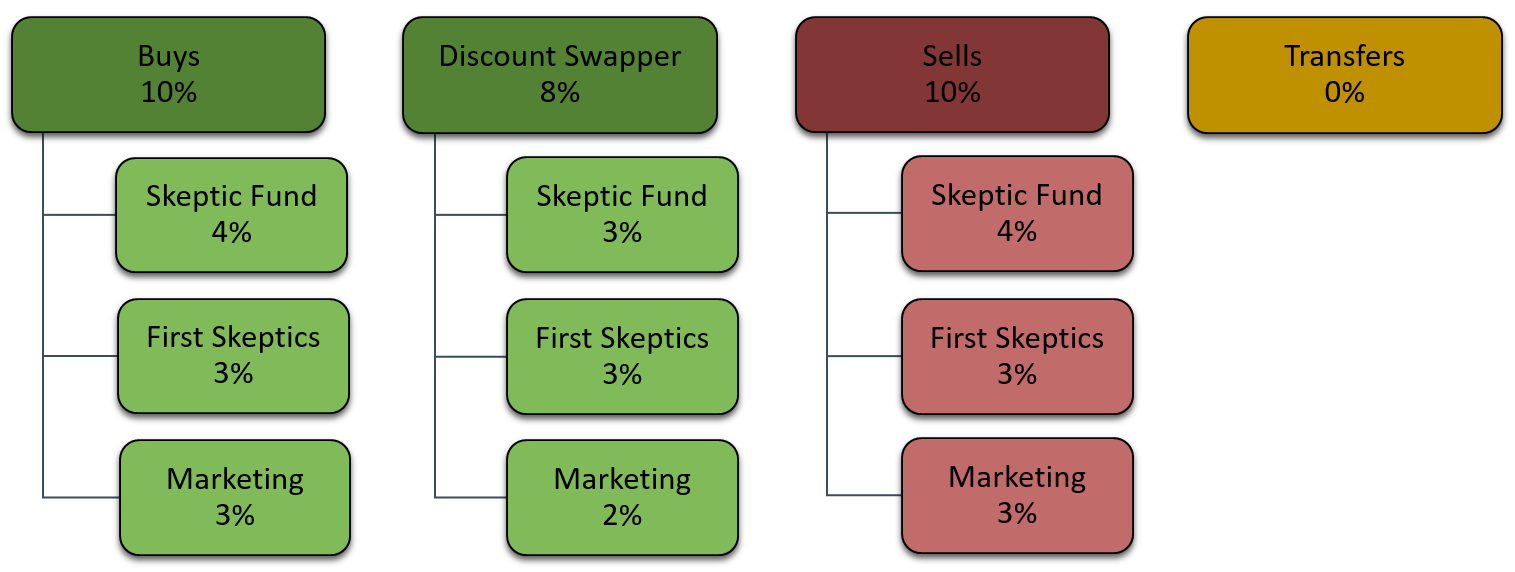 Buys
10%
Skeptic Fund
4%
First Skeptics
3%
Marketing
3%
Discount Swapper
8%
Skeptic Fund
3%
First Skeptics
3%
Marketing
2%
Sells
10%
Skeptic Fund
4%
First Skeptics
3%
Marketing
3%
Transfers
0%